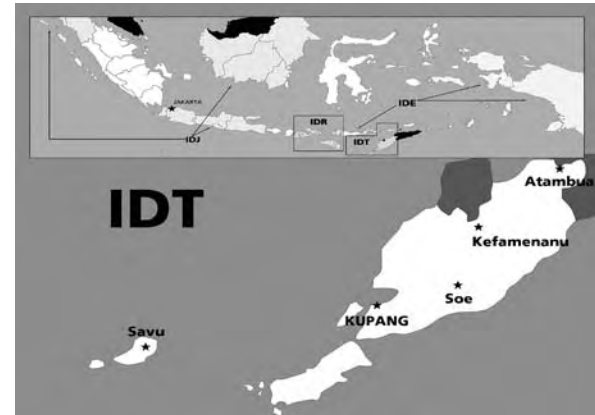 JAKARTA
IDR
IDE
IDJ
IDT
IDT
Atambua
Kefamenanu
Soe
KUPANG
Savu